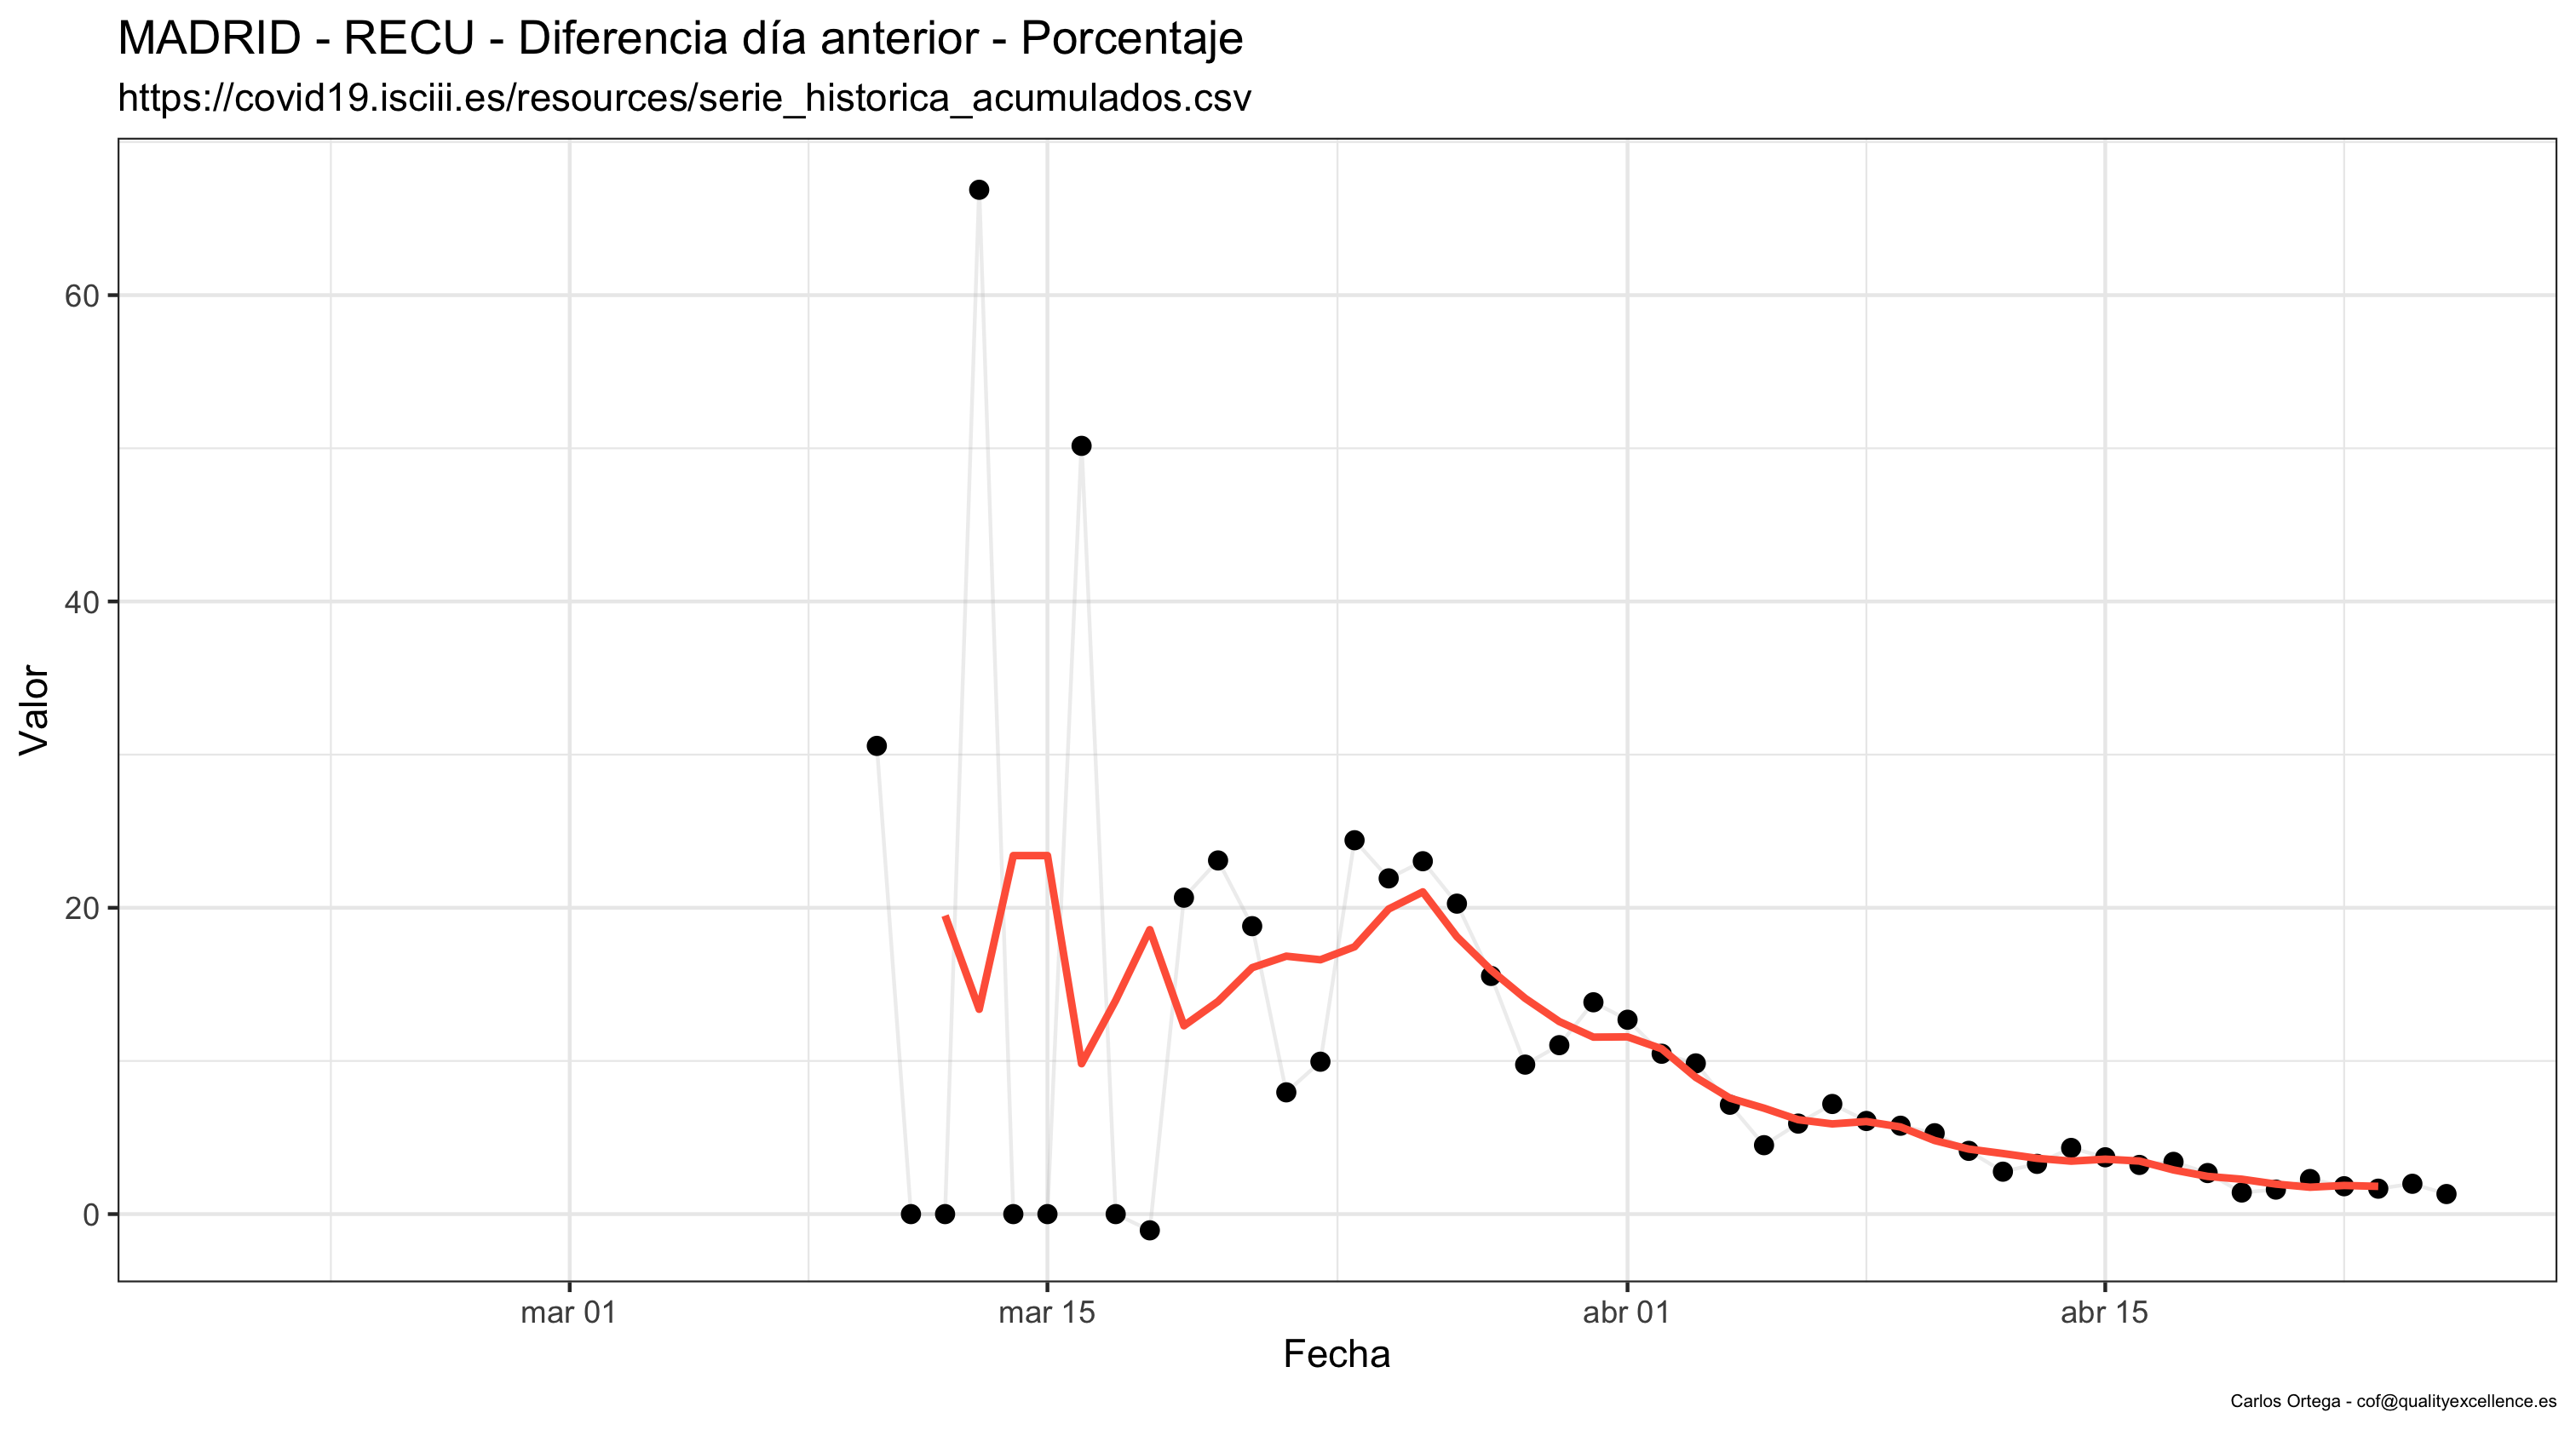 MADRID - RECU - Diferencia día anterior - Porcentaje
https://covid19.isciii.es/resources/serie_historica_acumulados.csv
60
40
20
0
Valor
mar 01
mar 15
abr 01
abr 15
Fecha
Carlos Ortega - cof@qualityexcellence.es